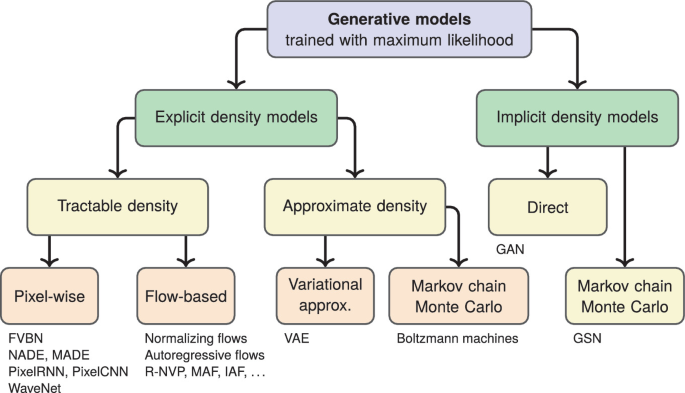 Generative models
trained with maximum likelihood
Explicit density models
Implicit density models
Tractable density
Approximate density
Direct
GAN
Pixel-wise
Flow-based
Variational
approx.
Markov chain
Monte Carlo
Markov chain
Monte Carlo
FVBN
NADE, MADE
PixelRNN, PixelCNN
WaveNet
Normalizing flows
Autoregressive flows
R-NVP, MAF, IAF, ...
VAE
Boltzmann machines
GSN